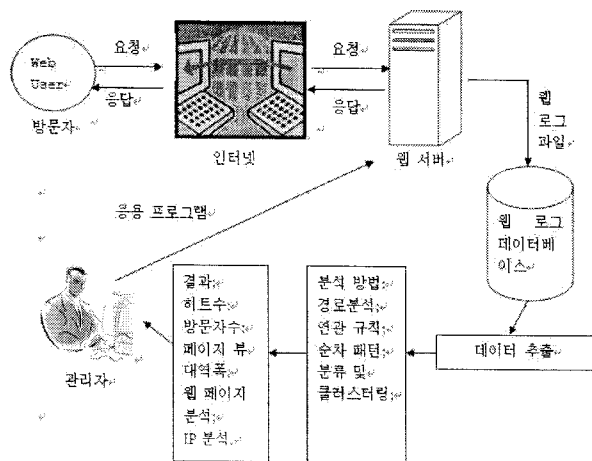 Web
User
방문자
요청
응답
인터넷
요청
응답
웹 서버
웹
로그
파일
웹 로그
데이터베
이스
데이터 추출
분석 방법:
경로분석;
연관 규칙;
순차 패턴;
분류 및
클러스터링;
결과:
히트수;
방문자수;
페이지 뷰
대역폭;
웹 페이지
분석;
IP 분석.
관리자
응용 프로그램